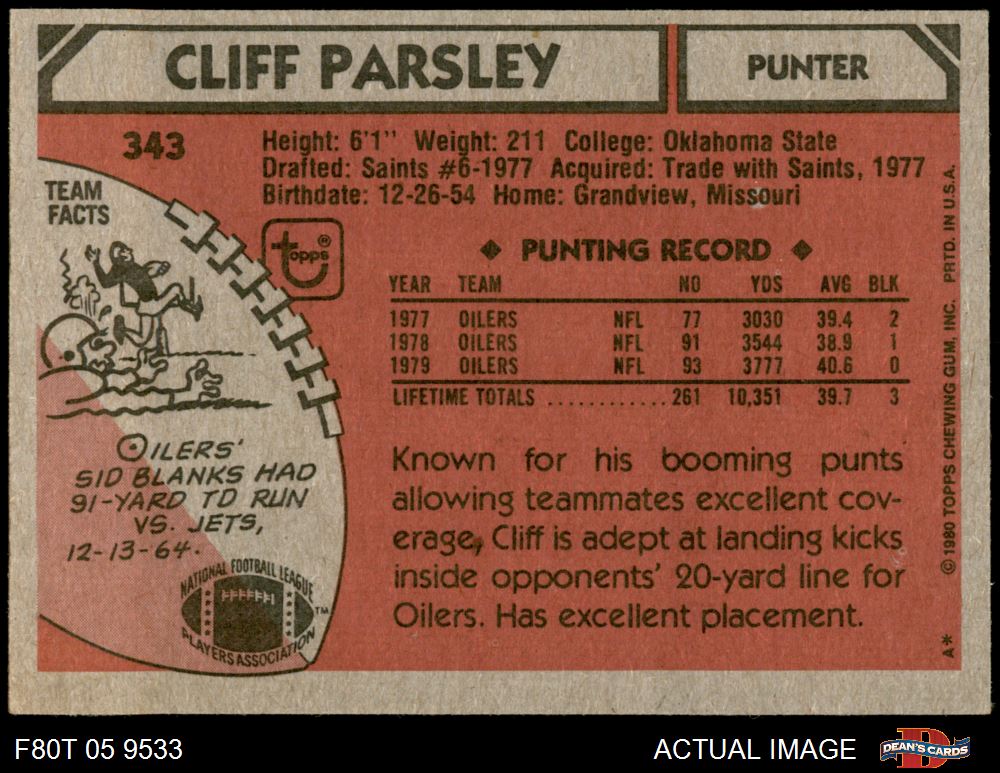 CLIFF PARSLEY
PUNTER
343
Height: 6'1" Weight: 211 College: Oklahoma State
Drafted: Saints #6-1977 Acquired: Trade with Saints, 1977
Birthdate: 12-26-54 Home: Grandview, Missouri
TEAM
FACTS
topps®
◆ PUNTING RECORD ◆
YEAR TEAM NO YDS AVG BLK
1977 OILERS NFL 77 3030 39.4 2
1978 OILERS NFL 91 3544 38.9 1
1979 OILERS NFL 93 3777 40.6 0
LIFETIME TOTALS ............ 261 10,351 39.7 3
OILERS'
SID BLANKS HAD
91-YARD TD RUN
VS. JETS,
12-13-64.
NATIONAL FOOTBALL LEAGUE
PLAYERS ASSOCIATION
TM
Known for his booming punts
allowing teammates excellent cov-
erage, Cliff is adept at landing kicks
inside opponents' 20-yard line for
Oilers. Has excellent placement.
A* © 1980 TOPPS CHEWING GUM, INC. PRTD. IN U.S.A.
F80T 05 9533
ACTUAL IMAGE
DEAN'S CARDS